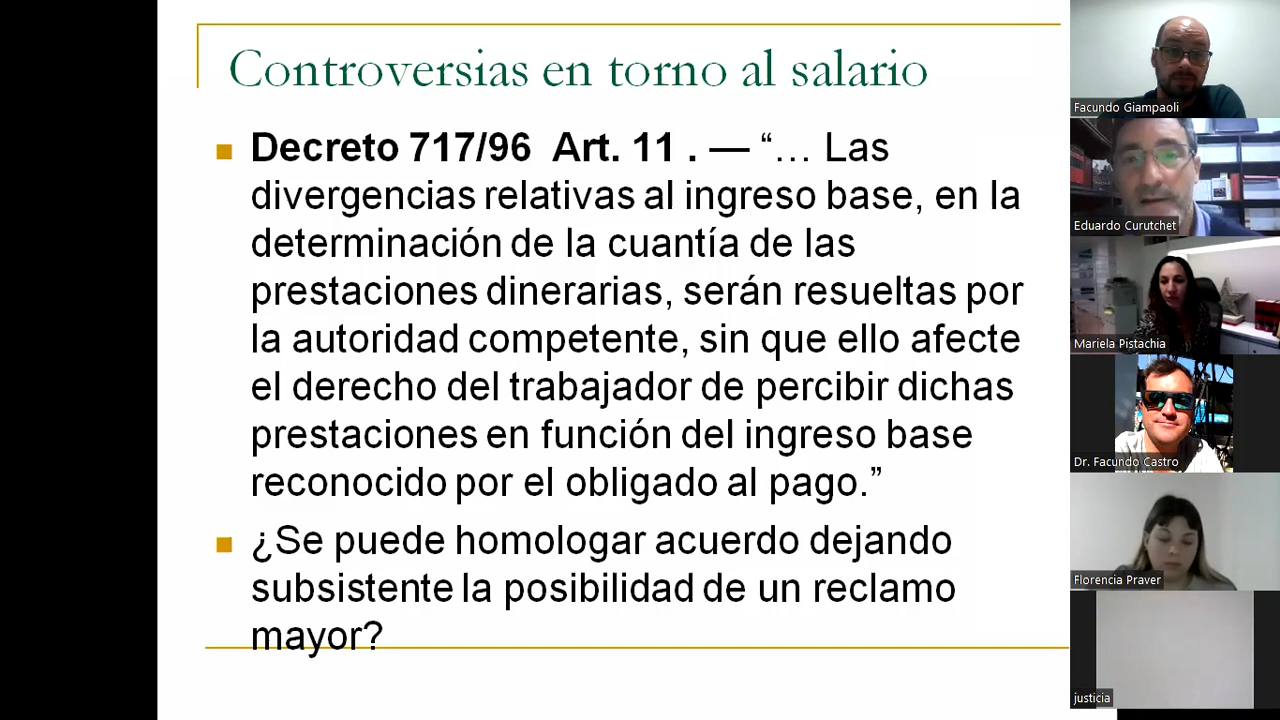 Controversias en torno al salario
Decreto 717/96 Art. 11 . — “… Las
divergencias relativas al ingreso base, en la
determinación de la cuantía de las
prestaciones dinerarias, serán resueltas por
la autoridad competente, sin que ello afecte
el derecho del trabajador de percibir dichas
prestaciones en función del ingreso base
reconocido por el obligado al pago.”
¿Se puede homologar acuerdo dejando
subsistente la posibilidad de un reclamo
mayor?
Facundo Giampaoli
Eduardo Curutchet
Mariela Pistachia
Dr. Facundo Castro
Florencia Praver
justicia